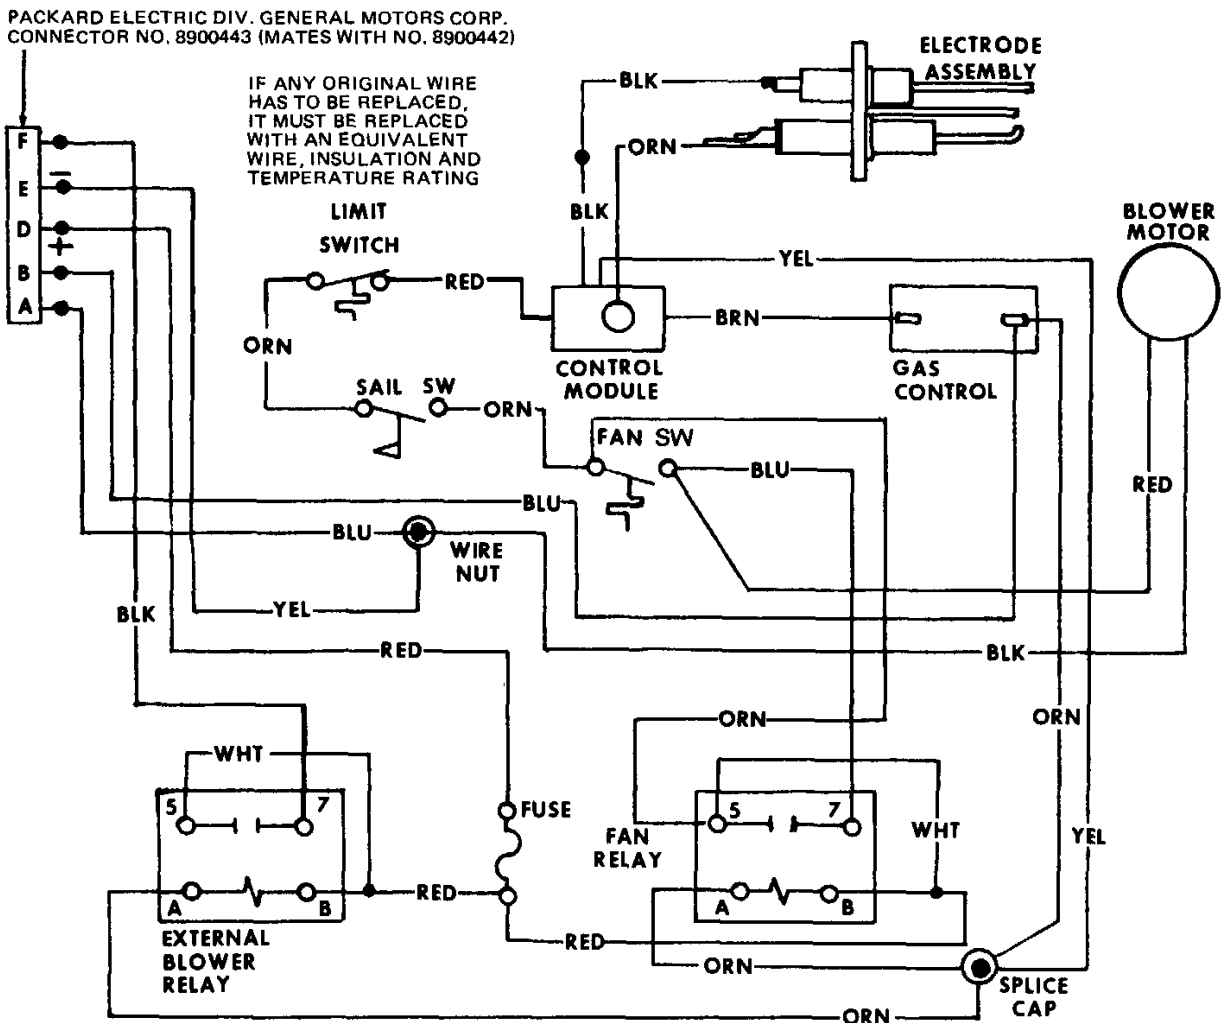 PACKARD ELECTRIC DIV. GENERAL MOTORS CORP.
CONNECTOR NO. 8900443 (MATES WITH NO. 8900442)
IF ANY ORIGINAL WIRE
HAS TO BE REPLACED,
IT MUST BE REPLACED
WITH AN EQUIVALENT
WIRE, INSULATION AND
TEMPERATURE RATING
ELECTRODE
ASSEMBLY
BLK
ORN
F
E
D
B
A
−
+
LIMIT
SWITCH
BLK
BLOWER
MOTOR
RED
YEL
BRN
ORN
CONTROL
MODULE
GAS
CONTROL
SAIL SW
ORN
FAN SW
BLU
RED
BLU
BLU
WIRE
NUT
BLK
YEL
RED
BLK
ORN
ORN
WHT
5
7
FUSE
5
7
FAN
RELAY
WHT
YEL
A
B
RED
A
B
EXTERNAL
BLOWER
RELAY
RED
ORN
SPLICE
CAP
ORN